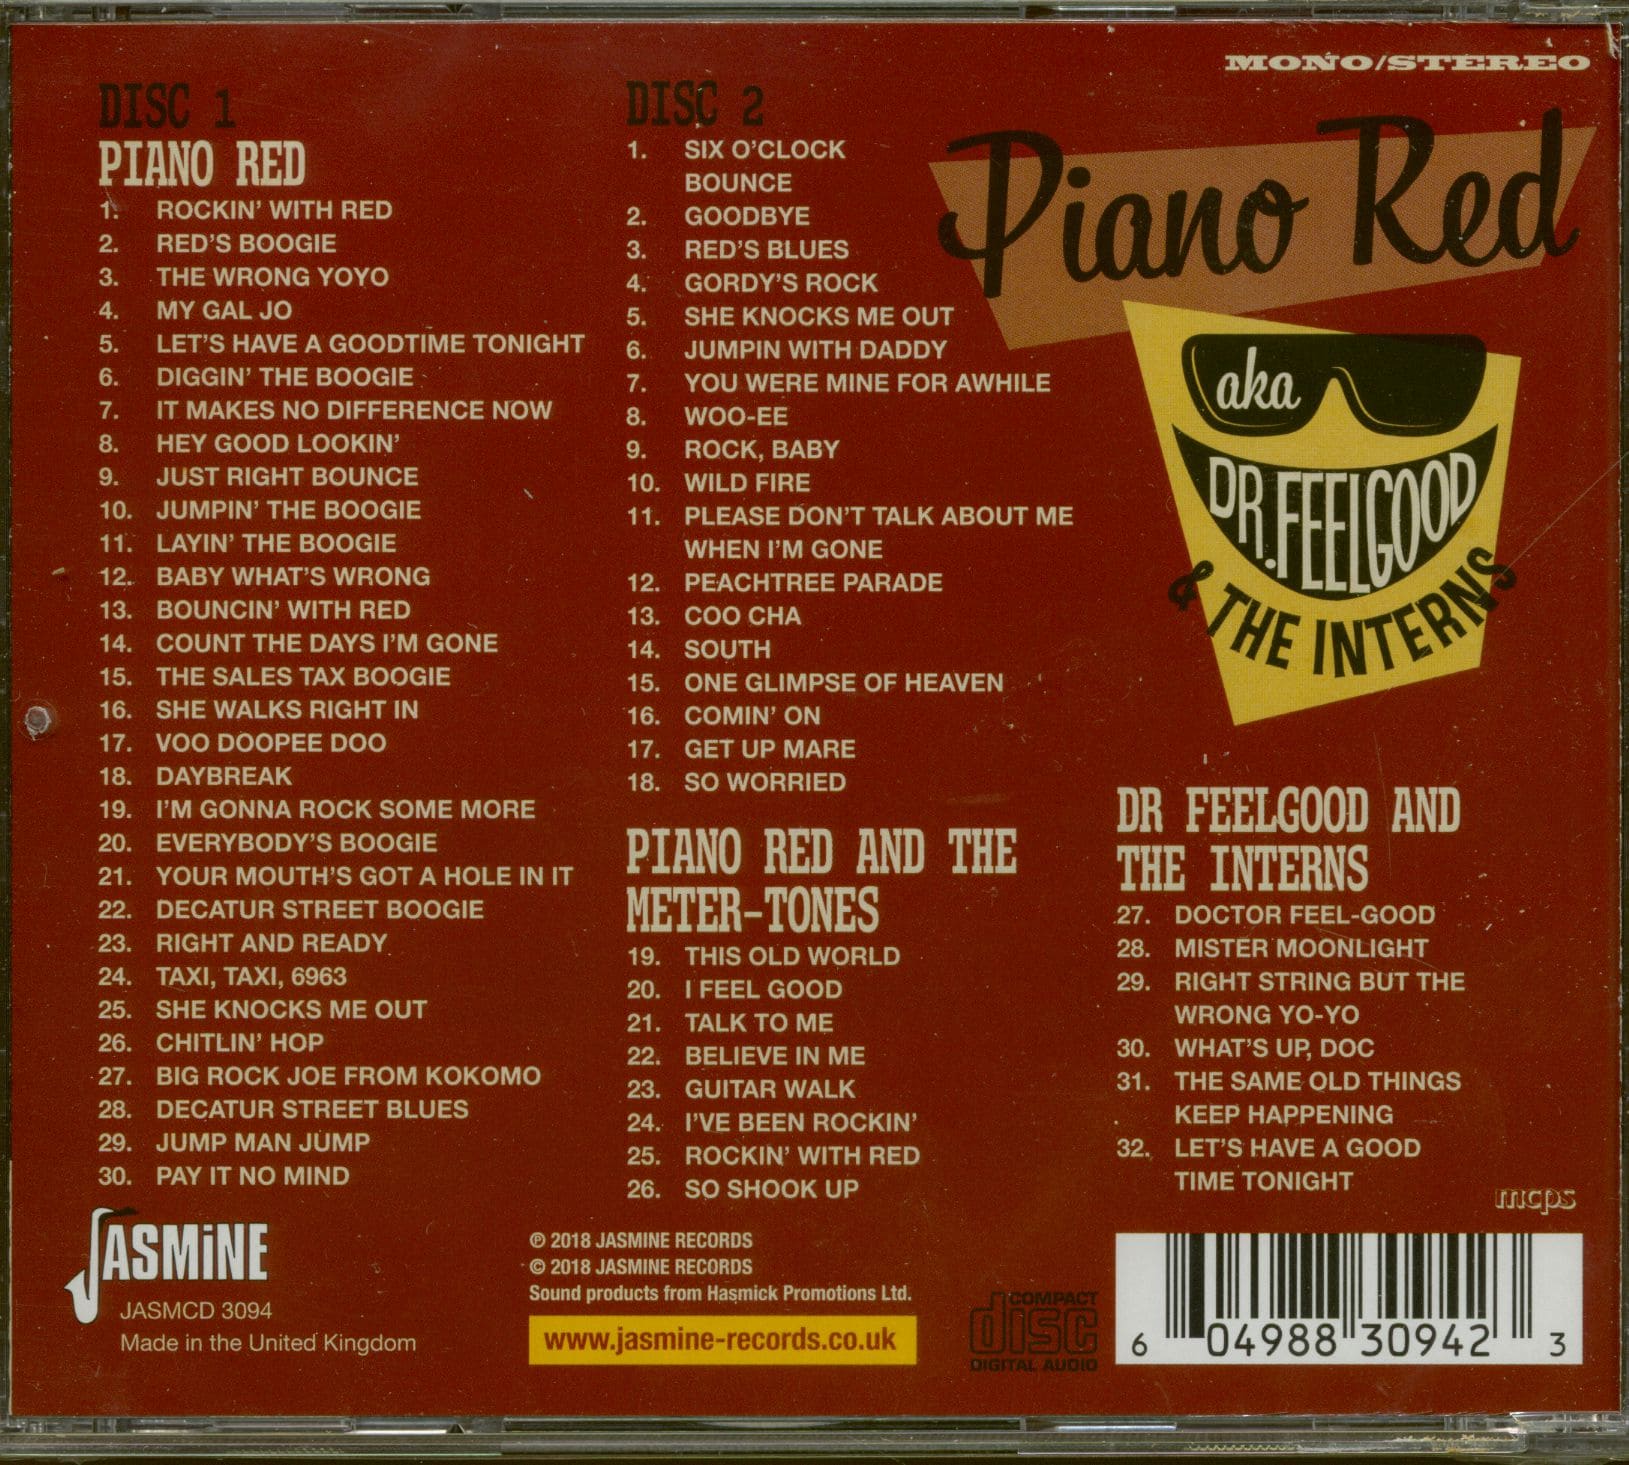 MONO/STEREO
DISC 1
PIANO RED
1. ROCKIN' WITH RED
2. RED'S BOOGIE
3. THE WRONG YOYO
4. MY GAL JO
5. LET'S HAVE A GOODTIME TONIGHT
6. DIGGIN' THE BOOGIE
7. IT MAKES NO DIFFERENCE NOW
8. HEY GOOD LOOKIN'
9. JUST RIGHT BOUNCE
10. JUMPIN' THE BOOGIE
11. LAYIN' THE BOOGIE
12. BABY WHAT'S WRONG
13. BOUNCIN' WITH RED
14. COUNT THE DAYS I'M GONE
15. THE SALES TAX BOOGIE
16. SHE WALKS RIGHT IN
17. VOO DOOPEE DOO
18. DAYBREAK
19. I'M GONNA ROCK SOME MORE
20. EVERYBODY'S BOOGIE
21. YOUR MOUTH'S GOT A HOLE IN IT
22. DECATUR STREET BOOGIE
23. RIGHT AND READY
24. TAXI, TAXI, 6963
25. SHE KNOCKS ME OUT
26. CHITLIN' HOP
27. BIG ROCK JOE FROM KOKOMO
28. DECATUR STREET BLUES
29. JUMP MAN JUMP
30. PAY IT NO MIND
DISC 2
1. SIX O'CLOCK
BOUNCE
2. GOODBYE
3. RED'S BLUES
4. GORDY'S ROCK
5. SHE KNOCKS ME OUT
6. JUMPIN WITH DADDY
7. YOU WERE MINE FOR AWHILE
8. WOO-EE
9. ROCK, BABY
10. WILD FIRE
11. PLEASE DON'T TALK ABOUT ME
WHEN I'M GONE
12. PEACHTREE PARADE
13. COO CHA
14. SOUTH
15. ONE GLIMPSE OF HEAVEN
16. COMIN' ON
17. GET UP MARE
18. SO WORRIED
PIANO RED AND THE
METER-TONES
19. THIS OLD WORLD
20. I FEEL GOOD
21. TALK TO ME
22. BELIEVE IN ME
23. GUITAR WALK
24. I'VE BEEN ROCKIN'
25. ROCKIN' WITH RED
26. SO SHOOK UP
Piano Red
aka
DR. FEELGOOD
& THE INTERNS
DR FEELGOOD AND
THE INTERNS
27. DOCTOR FEEL-GOOD
28. MISTER MOONLIGHT
29. RIGHT STRING BUT THE
WRONG YO-YO
30. WHAT'S UP, DOC
31. THE SAME OLD THINGS
KEEP HAPPENING
32. LET'S HAVE A GOOD
TIME TONIGHT
mcps
JASMiNE
JASMCD 3094
Made in the United Kingdom
℗ 2018 JASMINE RECORDS
© 2018 JASMINE RECORDS
Sound products from Hasmick Promotions Ltd.
www.jasmine-records.co.uk
COMPACT
disc
DIGITAL AUDIO
6 04988 30942 3